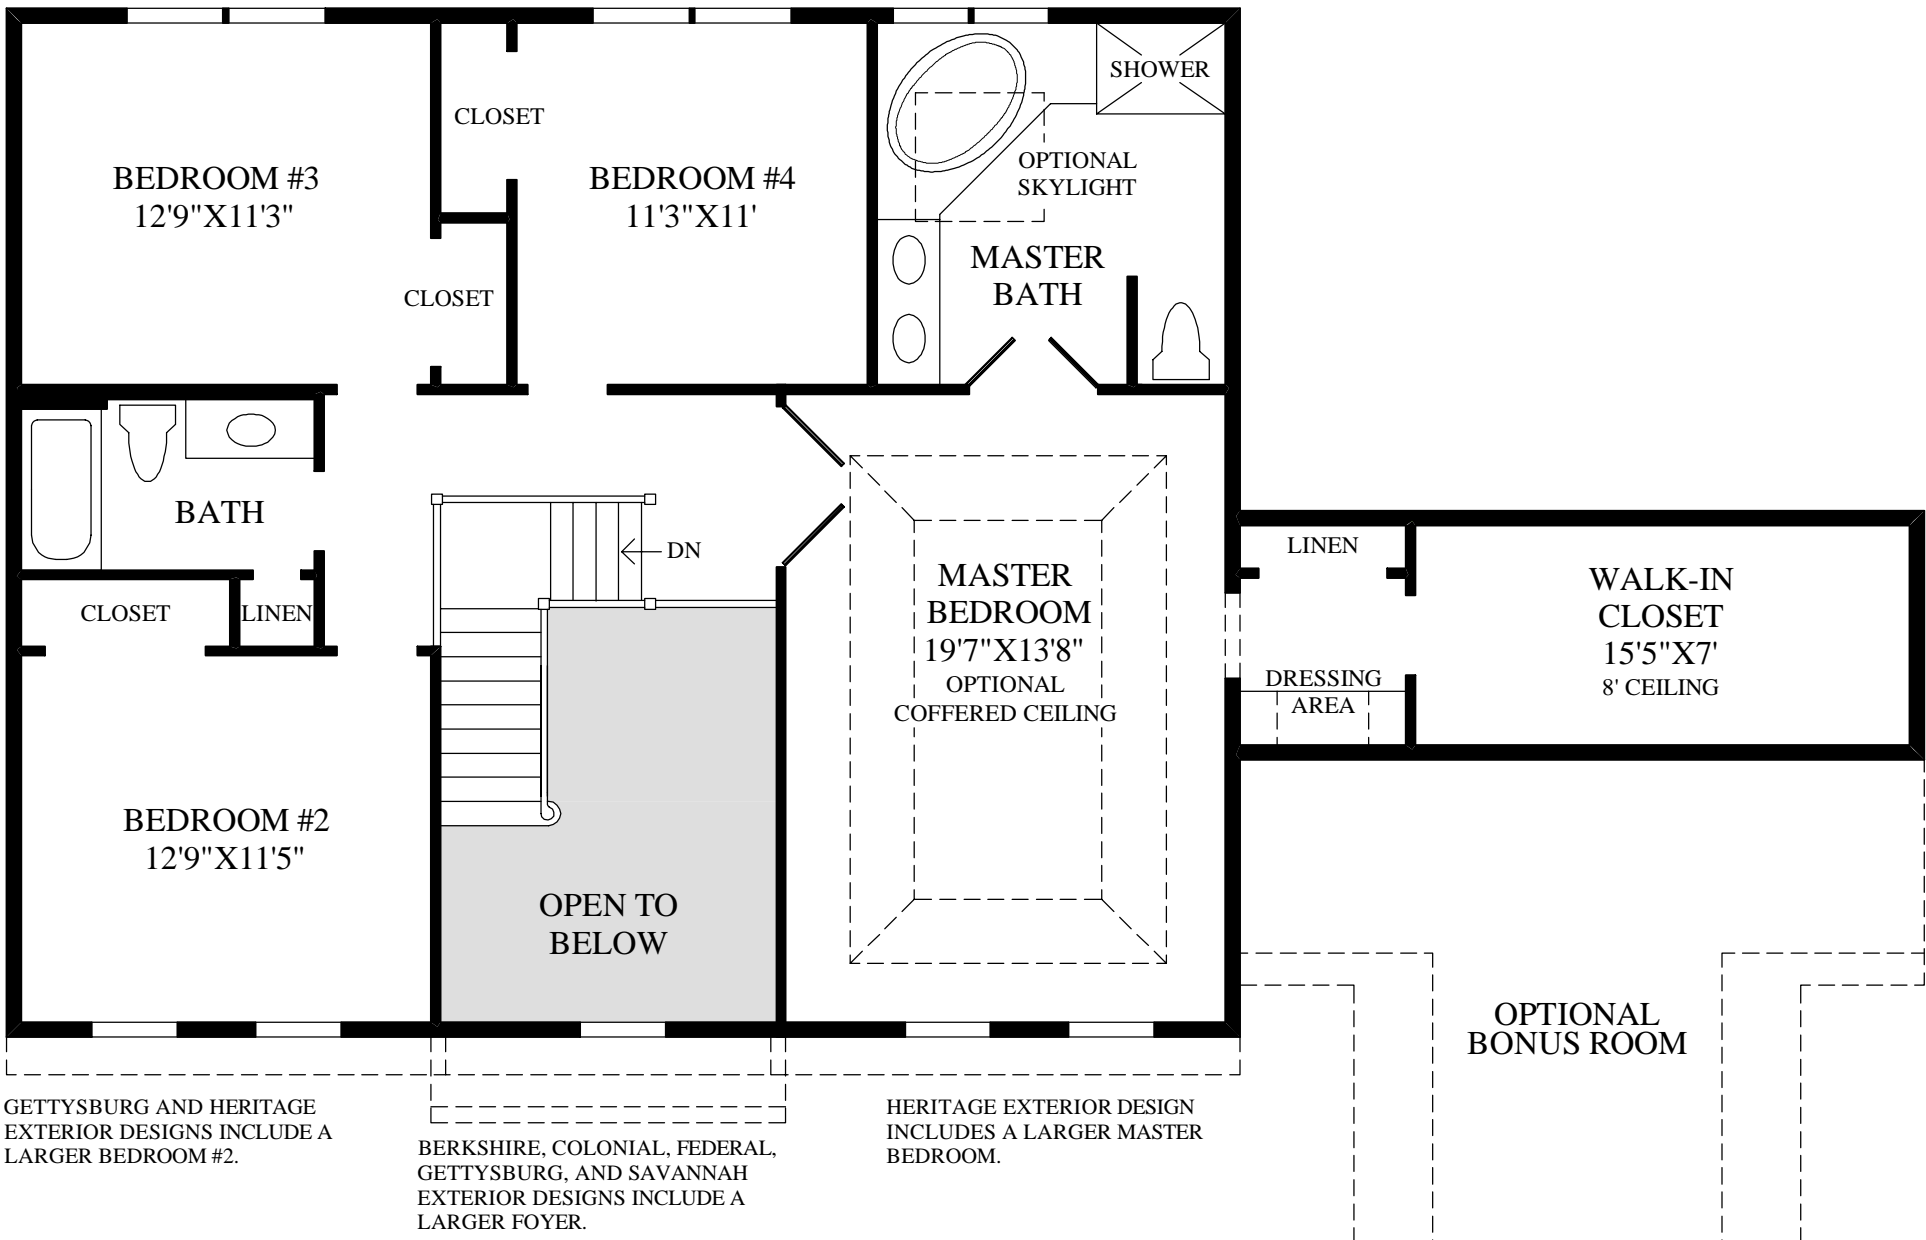 BEDROOM #3
12'9"X11'3"
CLOSET
CLOSET
BEDROOM #4
11'3"X11'
SHOWER
OPTIONAL
SKYLIGHT
MASTER
BATH
BATH
CLOSET
LINEN
DN
BEDROOM #2
12'9"X11'5"
OPEN TO
BELOW
MASTER
BEDROOM
19'7"X13'8"
OPTIONAL
COFFERED CEILING
LINEN
DRESSING
AREA
WALK-IN
CLOSET
15'5"X7'
8' CEILING
OPTIONAL
BONUS ROOM
GETTYSBURG AND HERITAGE
EXTERIOR DESIGNS INCLUDE A
LARGER BEDROOM #2.
BERKSHIRE, COLONIAL, FEDERAL,
GETTYSBURG, AND SAVANNAH
EXTERIOR DESIGNS INCLUDE A
LARGER FOYER.
HERITAGE EXTERIOR DESIGN
INCLUDES A LARGER MASTER
BEDROOM.